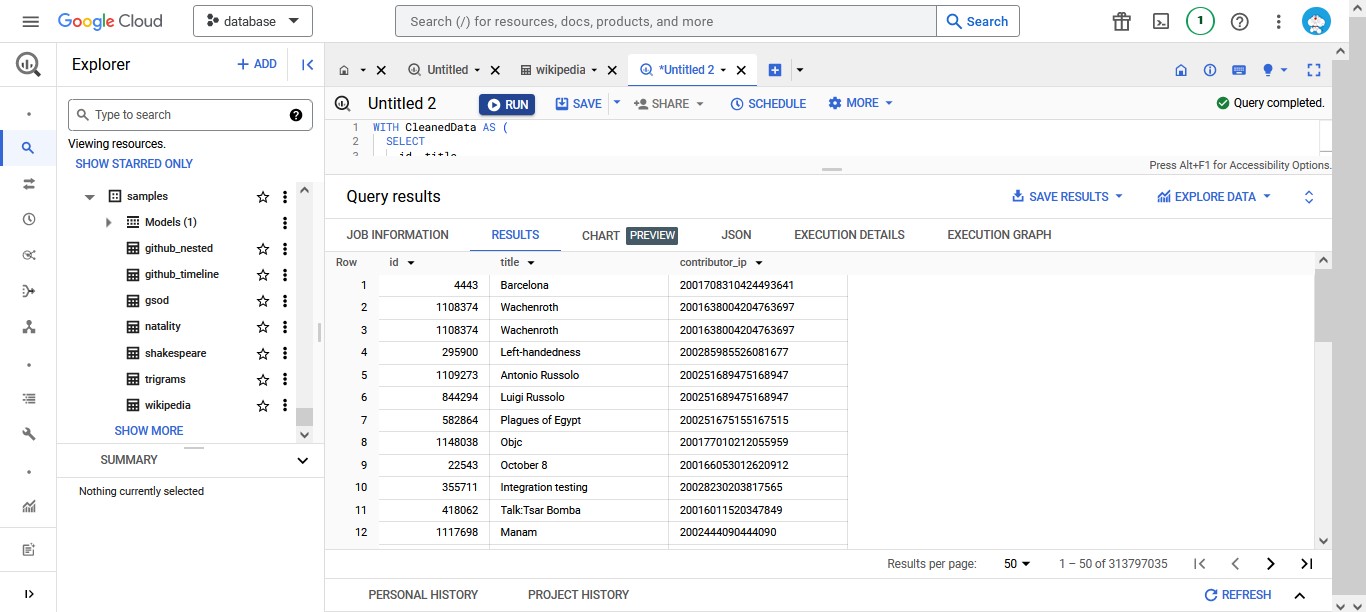 Google Cloud
database
Search (/) for resources, docs, products, and more
Search
1
Explorer
+ ADD
Untitled
wikipedia
*Untitled 2
Type to search
Viewing resources.
SHOW STARRED ONLY
samples
Models (1)
github_nested
github_timeline
gsod
natality
shakespeare
trigrams
wikipedia
SHOW MORE
SUMMARY
Nothing currently selected
Untitled 2
RUN
SAVE
SHARE
SCHEDULE
MORE
Query completed.
1 WITH CleanedData AS (
2 SELECT
3 id, title
Press Alt+F1 for Accessibility Options.
Query results
SAVE RESULTS
EXPLORE DATA
JOB INFORMATION RESULTS CHART PREVIEW JSON EXECUTION DETAILS EXECUTION GRAPH
Row id title contributor_ip
1 4443 Barcelona 2001708310424493641
2 1108374 Wachenroth 2001638004204763697
3 1108374 Wachenroth 2001638004204763697
4 295900 Left-handedness 200285985526081677
5 1109273 Antonio Russolo 200251689475168947
6 844294 Luigi Russolo 200251689475168947
7 582864 Plagues of Egypt 200251675155167515
8 1148038 Objc 200177010212055959
9 22543 October 8 200166053012620912
10 355711 Integration testing 20028230203817565
11 418062 Talk:Tsar Bomba 20016011520347849
12 1117698 Manam 2002444090444090
Results per page: 50 1 – 50 of 313797035
PERSONAL HISTORY PROJECT HISTORY REFRESH